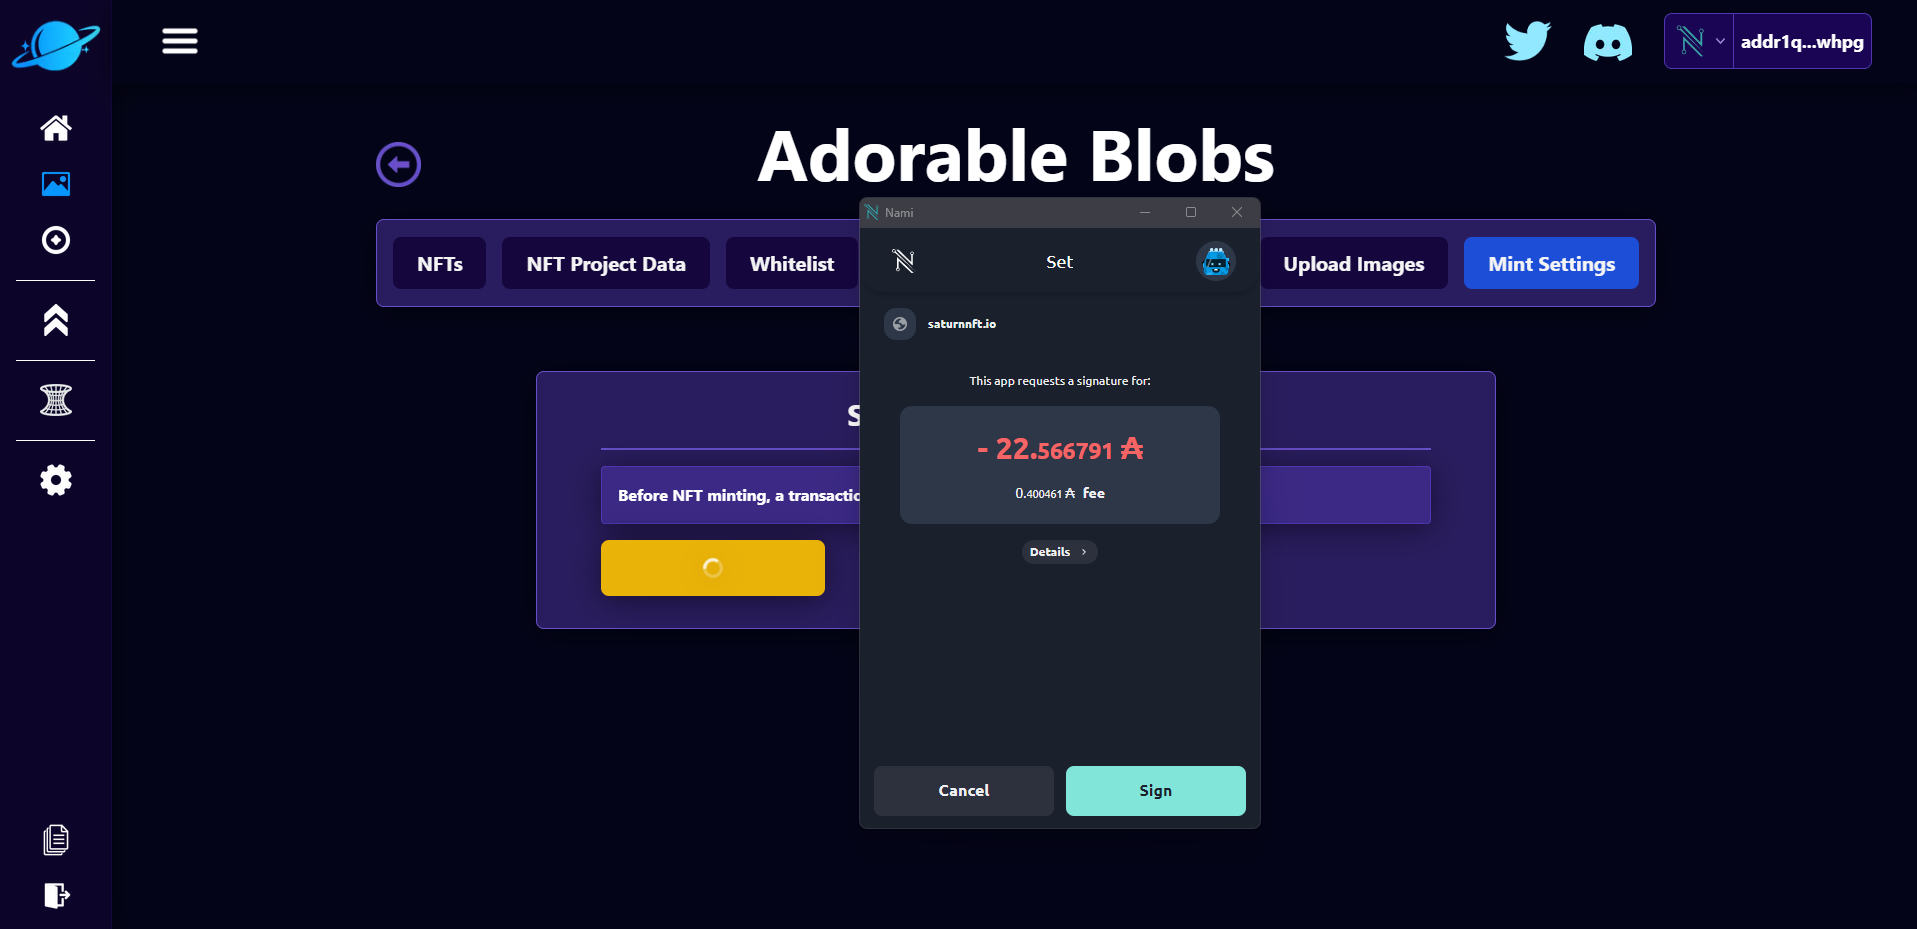 addr1q...whpg
Adorable Blobs
NFTs
NFT Project Data
Whitelist
Upload Images
Mint Settings
Nami
Set
saturnnft.io
This app requests a signature for:
- 22.566791 ₳
0.400461 ₳ fee
Details
S
Before NFT minting, a transactio
Cancel
Sign